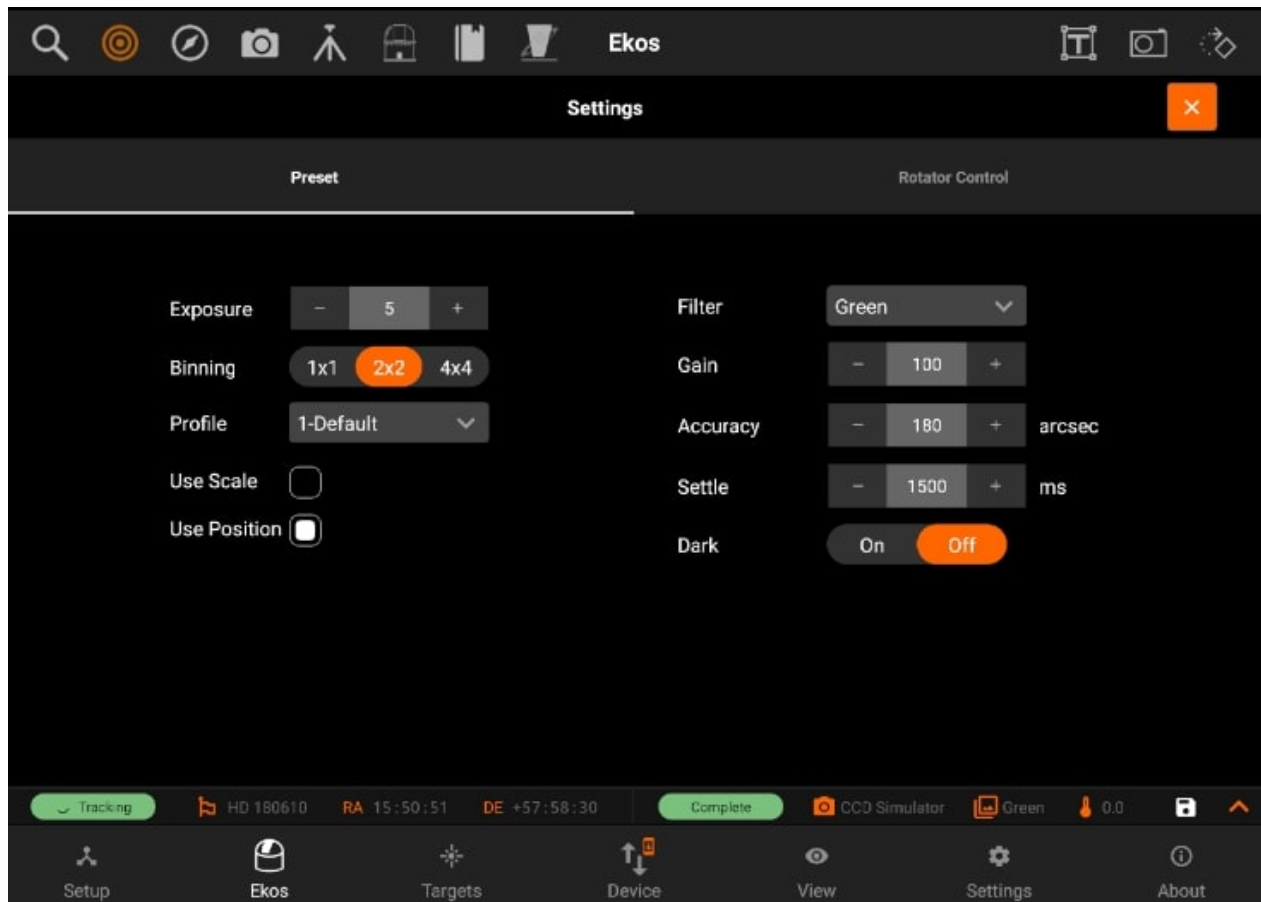 Ekos
Settings
Preset
Rotator Control
Exposure - 5 +
Binning 1x1 2x2 4x4
Profile 1-Default
Use Scale
Use Position
Filter Green
Gain - 100 +
Accuracy - 180 + arcsec
Settle - 1500 + ms
Dark On Off
Tracking HD 180610 RA 15:50:51 DE +57:58:30 Complete CCD Simulator Green 0.0
Setup Ekos Targets Device View Settings About